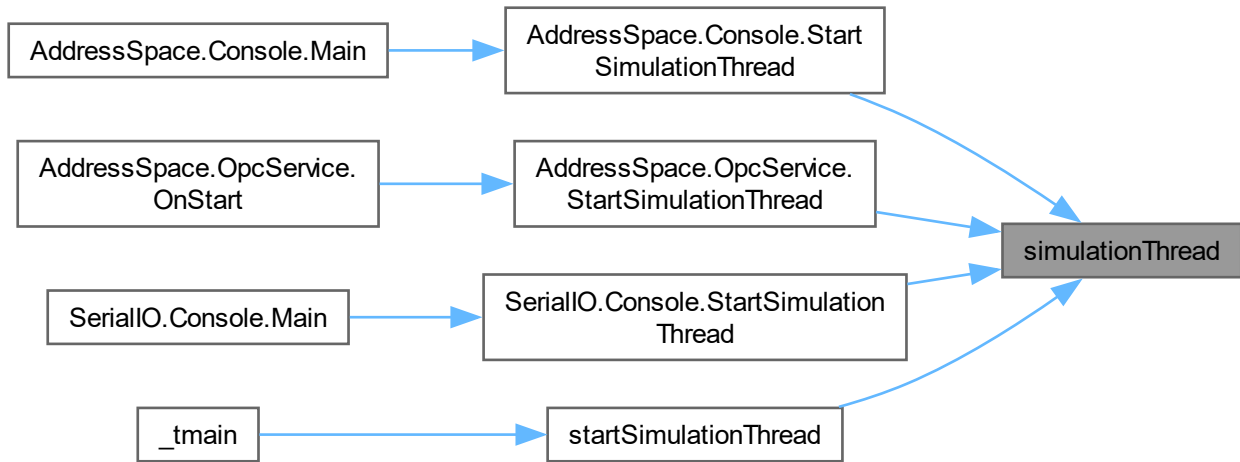 AddressSpace.Console.Main
AddressSpace.Console.Start
SimulationThread
AddressSpace.OpcService.
OnStart
AddressSpace.OpcService.
StartSimulationThread
simulationThread
SerialIO.Console.Main
SerialIO.Console.StartSimulation
Thread
_tmain
startSimulationThread